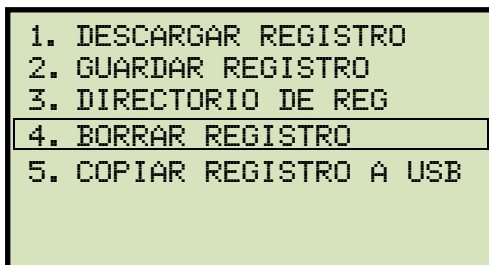 1. DESCARGAR REGISTRO
2. GUARDAR REGISTRO
3. DIRECTORIO DE REG
4. BORRAR REGISTRO
5. COPIAR REGISTRO A USB